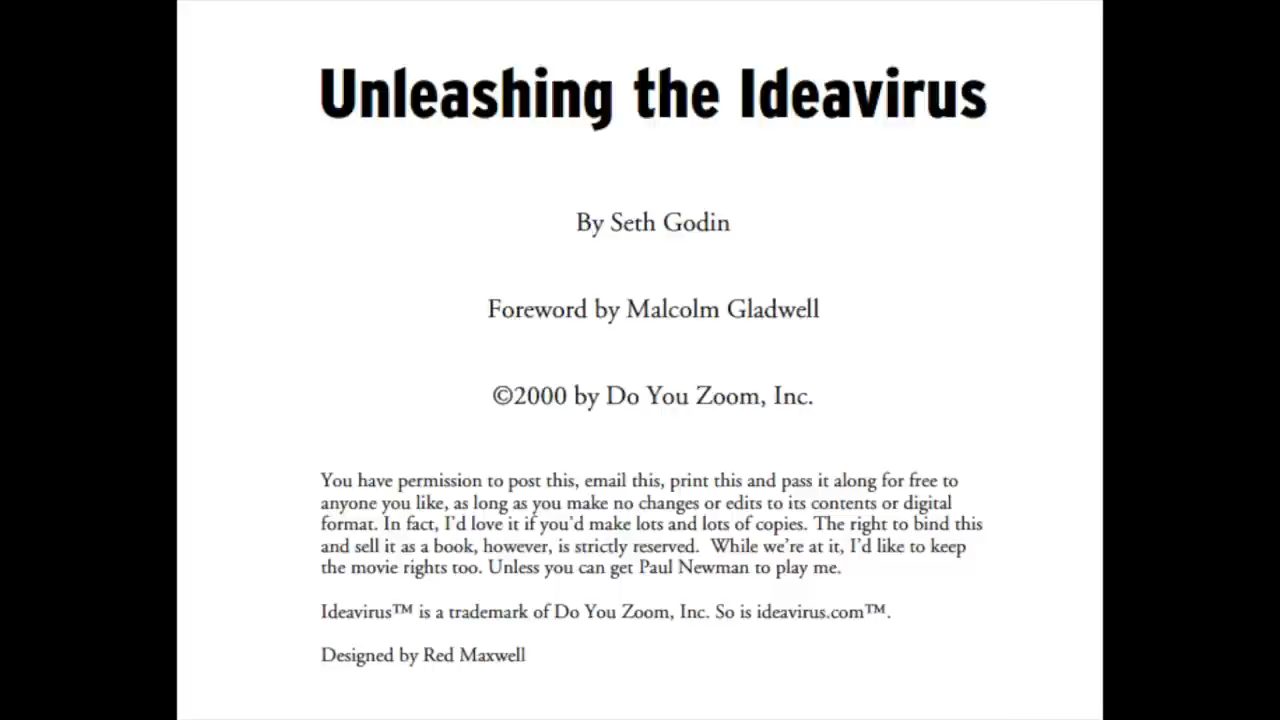 Unleashing the Ideavirus
By Seth Godin
Foreword by Malcolm Gladwell
©2000 by Do You Zoom, Inc.
You have permission to post this, email this, print this and pass it along for free to
anyone you like, as long as you make no changes or edits to its contents or digital
format. In fact, I’d love it if you’d make lots and lots of copies. The right to bind this
and sell it as a book, however, is strictly reserved.  While we’re at it, I’d like to keep
the movie rights too. Unless you can get Paul Newman to play me.
Ideavirus™ is a trademark of Do You Zoom, Inc. So is ideavirus.com™.
Designed by Red Maxwell